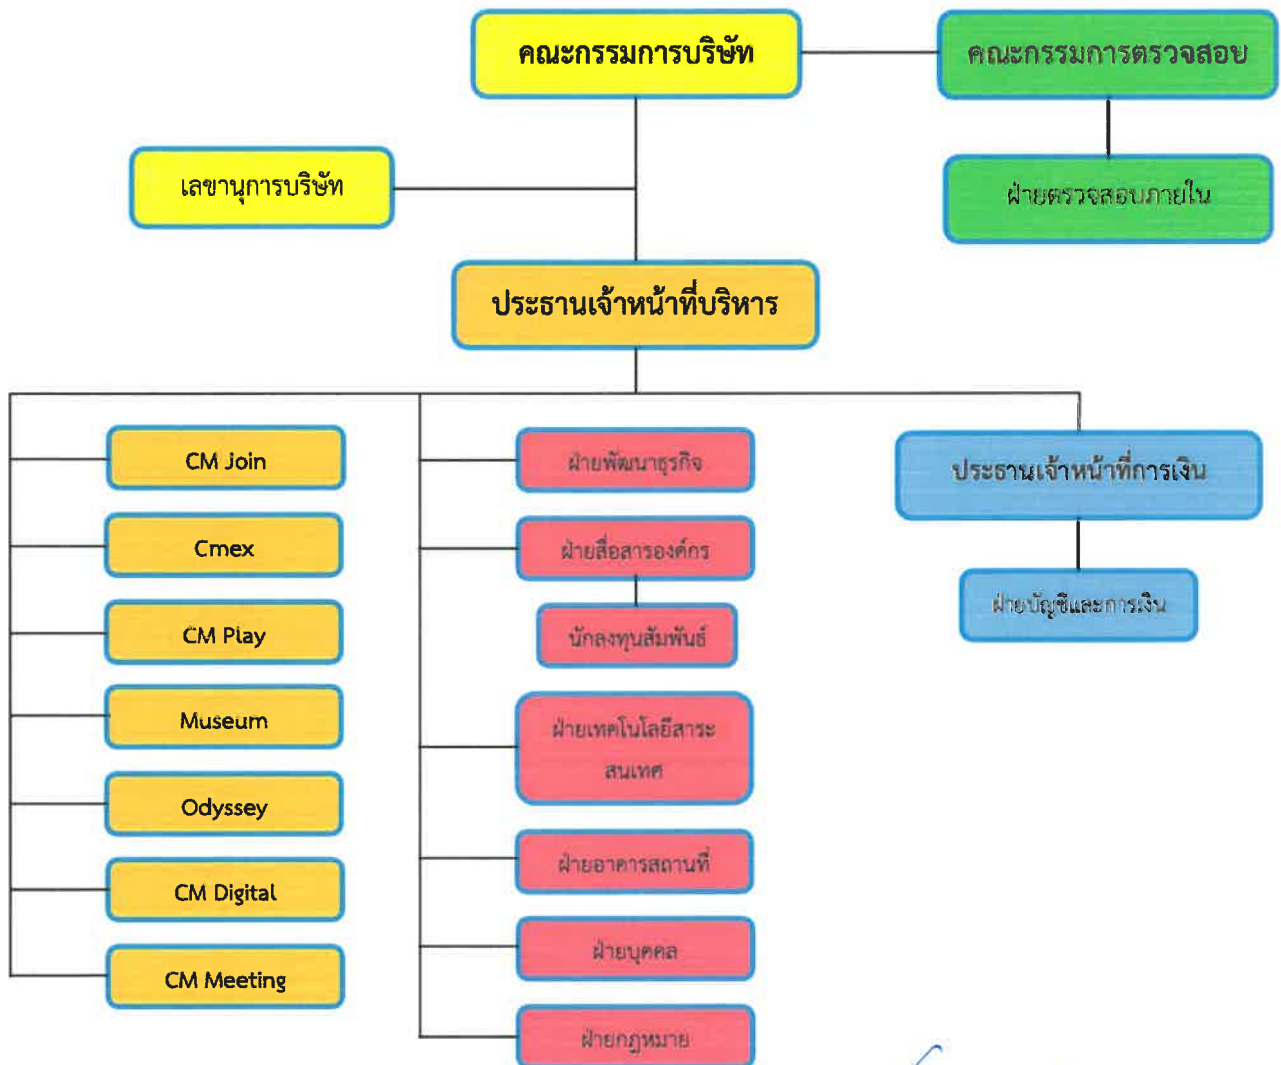 คณะกรรมการบริษัท
คณะกรรมการตรวจสอบ
เลขานุการบริษัท
ฝ่ายตรวจสอบภายใน
ประธานเจ้าหน้าที่บริหาร
CM Join
Cmex
CM Play
Museum
Odyssey
CM Digital
CM Meeting
ฝ่ายพัฒนาธุรกิจ
ฝ่ายสื่อสารองค์กร
นักลงทุนสัมพันธ์
ฝ่ายเทคโนโลยีสาระ
สนเทศ
ฝ่ายอาคารสถานที่
ฝ่ายบุคคล
ฝ่ายกฎหมาย
ประธานเจ้าหน้าที่การเงิน
ฝ่ายบัญชีและการเงิน